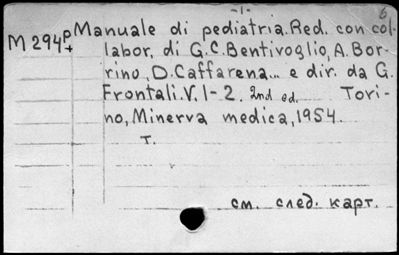 -1- 6
M 294 P/+ Manuale di pediatria. Red. con col-
labor. di G.C. Bentivoglio, A. Bor-
rino, D. Caffarena... e dir. da G.
Frontali. V. 1-2. 2nd ed. Tori-
no, Minerva medica, 1954.
T.
см. след. карт.